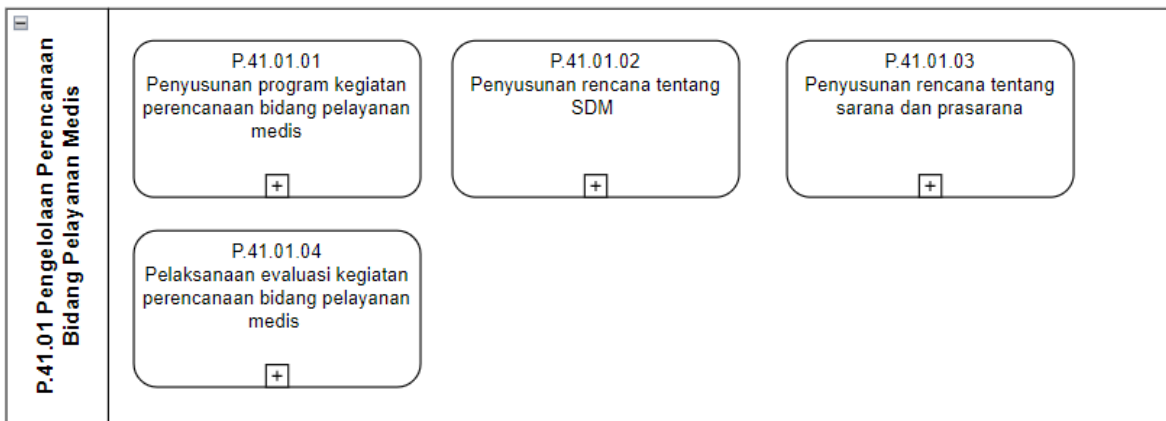 P.41.01 Pengelolaan Perencanaan
Bidang Pelayanan Medis
P.41.01.01
Penyusunan program kegiatan
perencanaan bidang pelayanan
medis
P.41.01.02
Penyusunan rencana tentang
SDM
P.41.01.03
Penyusunan rencana tentang
sarana dan prasarana
P.41.01.04
Pelaksanaan evaluasi kegiatan
perencanaan bidang pelayanan
medis